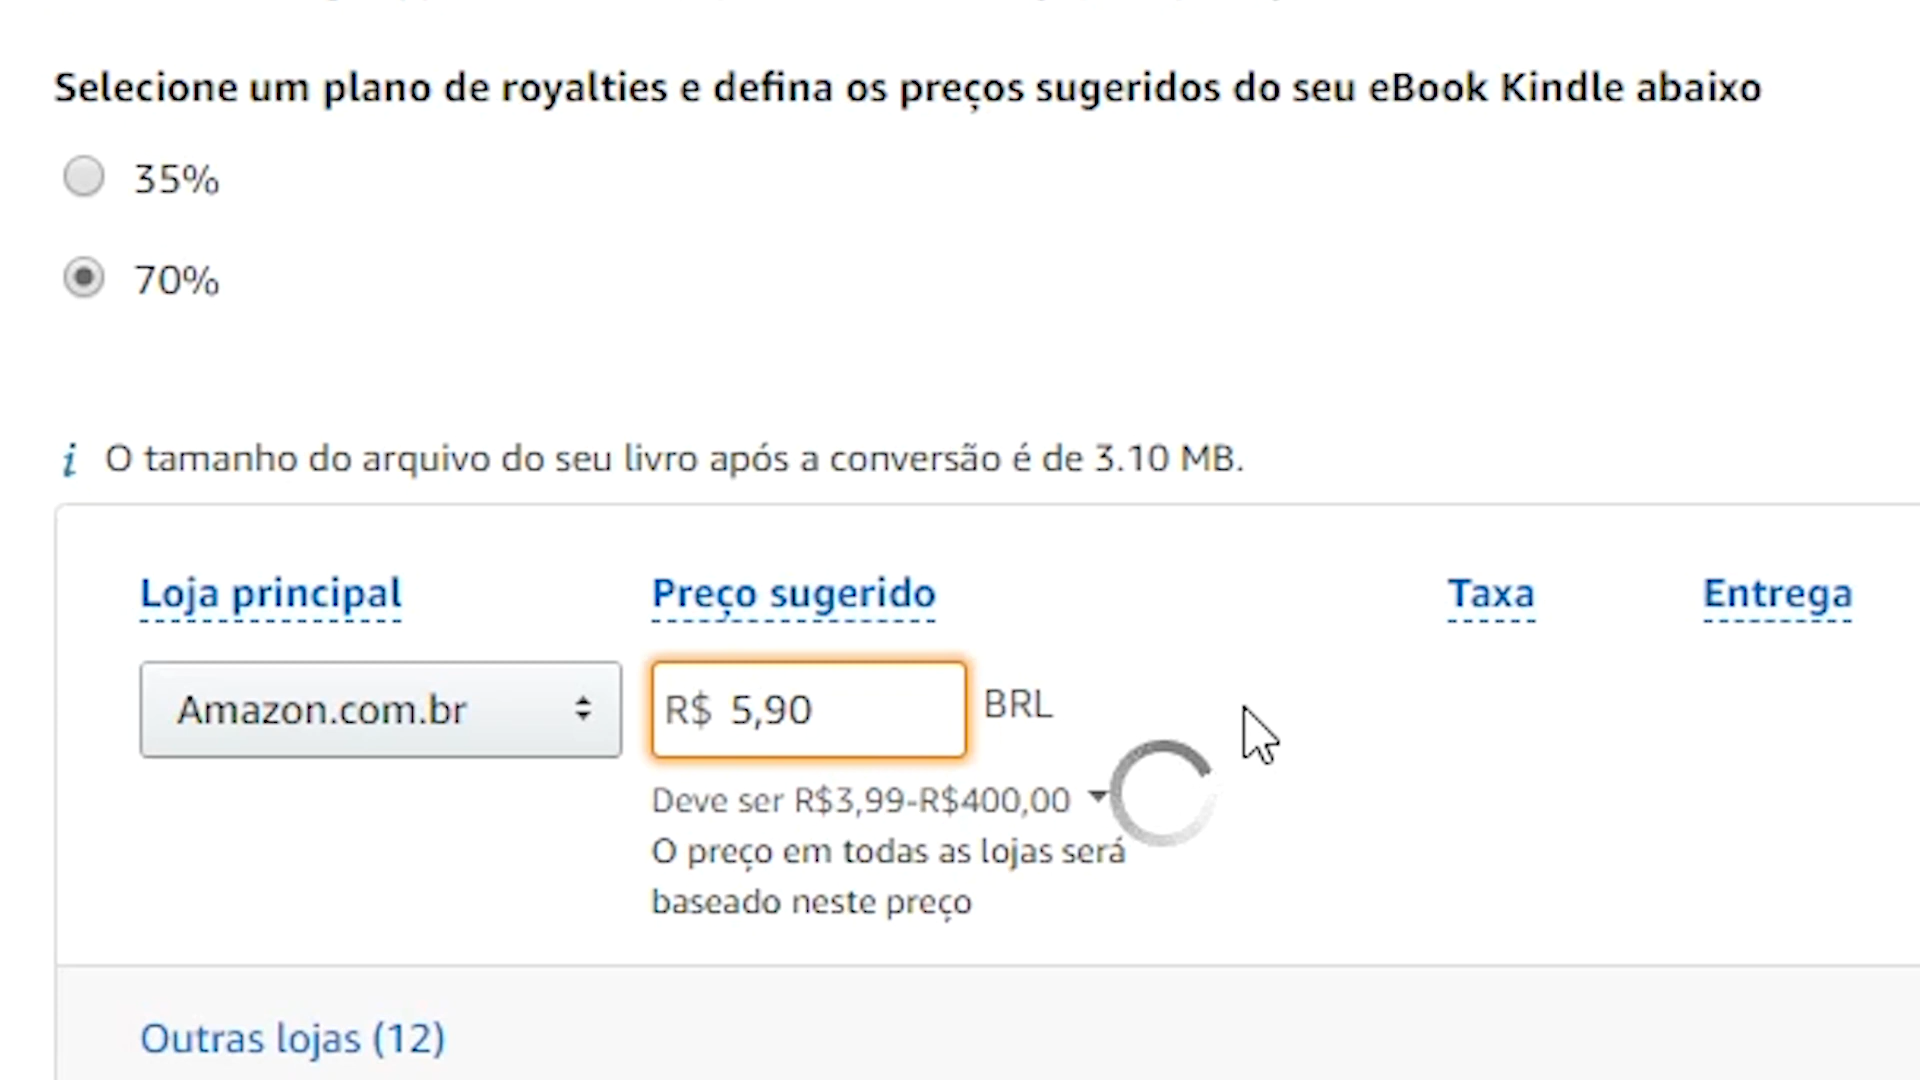 Selecione um plano de royalties e defina os preços sugeridos do seu eBook Kindle abaixo
35%
70%
i O tamanho do arquivo do seu livro após a conversão é de 3.10 MB.
Loja principal Preço sugerido Taxa Entrega
Amazon.com.br R$ 5,90 BRL
Deve ser R$3,99-R$400,00
O preço em todas as lojas será
baseado neste preço
Outras lojas (12)